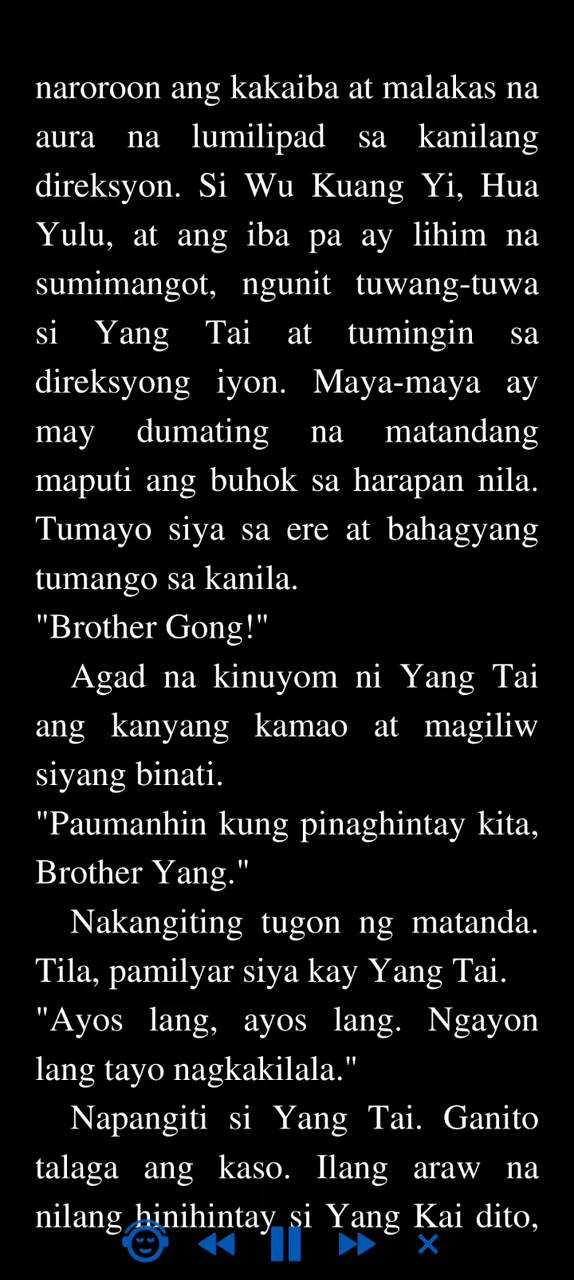 naroroon ang kakaiba at malakas na
aura na lumilipad sa kanilang
direksyon. Si Wu Kuang Yi, Hua
Yulu, at ang iba pa ay lihim na
sumimangot, ngunit tuwang-tuwa
si Yang Tai at tumingin sa
direksyong iyon. Maya-maya ay
may dumating na matandang
maputi ang buhok sa harapan nila.
Tumayo siya sa ere at bahagyang
tumango sa kanila.
"Brother Gong!"
Agad na kinuyom ni Yang Tai
ang kanyang kamao at magiliw
siyang binati.
"Paumanhin kung pinaghintay kita,
Brother Yang."
Nakangiting tugon ng matanda.
Tila, pamilyar siya kay Yang Tai.
"Ayos lang, ayos lang. Ngayon
lang tayo nagkakilala."
Napangiti si Yang Tai. Ganito
talaga ang kaso. Ilang araw na
nilang hinihintay si Yang Kai dito,